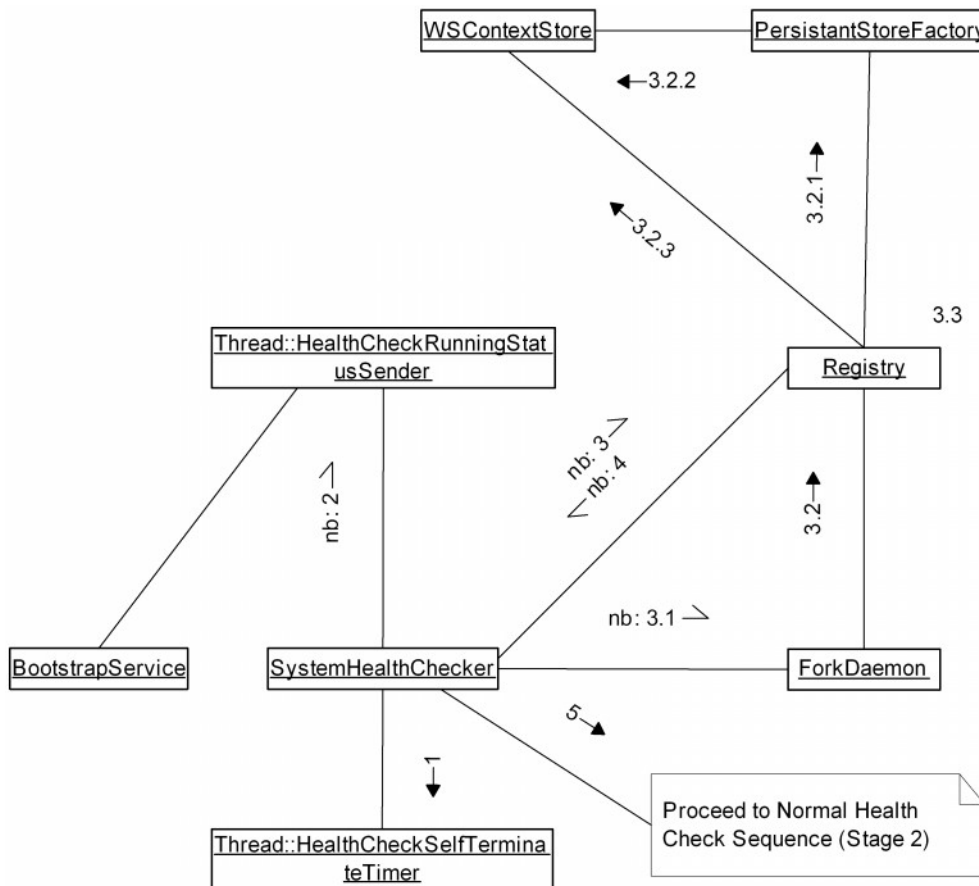 WSContextStore
PersistantStoreFactory
3.2.2
3.2.1
3.2.3
3.3
Thread::HealthCheckRunningStat
usSender
Registry
nb: 3
nb: 4
nb: 2
3.2
nb: 3.1
BootstrapService
SystemHealthChecker
ForkDaemon
5
1
Proceed to Normal Health
Check Sequence (Stage 2)
Thread::HealthCheckSelfTermina
teTimer